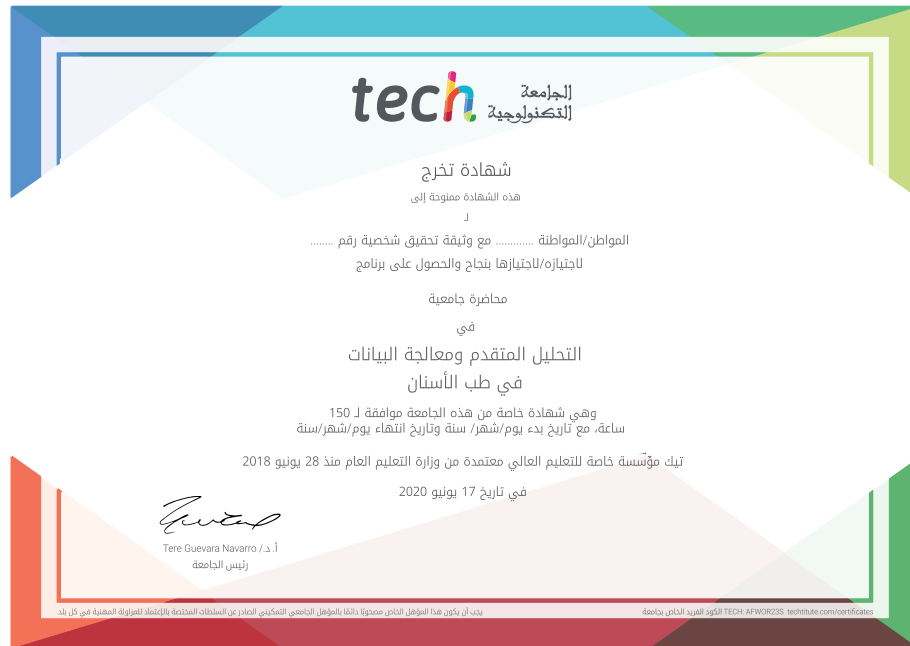 tech الجامعة
التكنولوجية
شهادة تخرج
هذه الشهادة ممنوحة إلى
لـ
المواطن/المواطنة ............ مع وثيقة تحقيق شخصية رقم ........
لاجتيازه/لاجتيازها بنجاح والحصول على برنامج
محاضرة جامعية
في
التحليل المتقدم ومعالجة البيانات
في طب الأسنان
وهي شهادة خاصة من هذه الجامعة موافقة لـ 150
ساعة، مع تاريخ بدء يوم/شهر/ سنة وتاريخ انتهاء يوم/شهر/سنة
تيك مؤسسة خاصة للتعليم العالي معتمدة من وزارة التعليم العام منذ 28 يونيو 2018
في تاريخ 17 يونيو 2020
أ. د./ Tere Guevara Navarro
رئيس الجامعة
يجب أن يكون هذا المؤهل الخاص مصحوبًا دائمًا بالمؤهل الجامعي التمكيني الصادر عن السلطات المختصة بالإعتماد للمزاولة المهنية في كل بلد
الكود الفريد الخاص بجامعة TECH: AFWOR23S techtitute.com/certificates